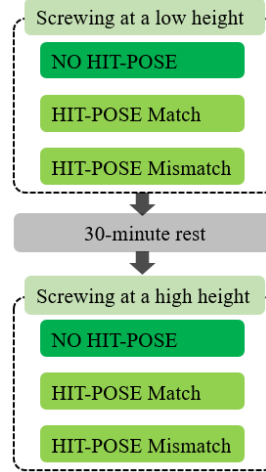 Screwing at a low height
NO HIT-POSE
HIT-POSE Match
HIT-POSE Mismatch
30-minute rest
Screwing at a high height
NO HIT-POSE
HIT-POSE Match
HIT-POSE Mismatch